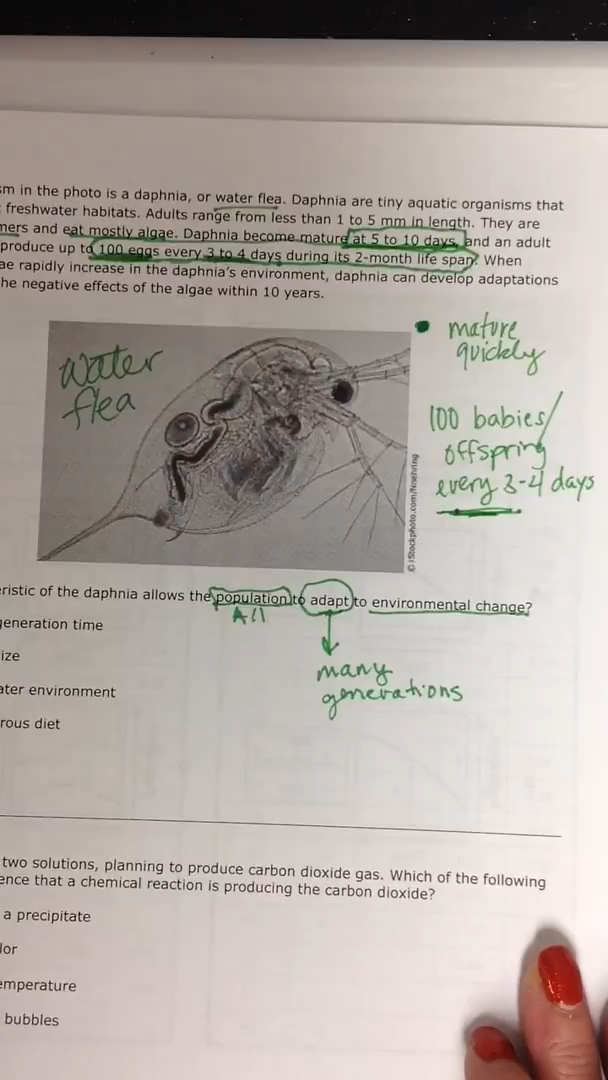 sm in the photo is a daphnia, or water flea. Daphnia are tiny aquatic organisms that
freshwater habitats. Adults range from less than 1 to 5 mm in length. They are
mers and eat mostly algae. Daphnia become mature at 5 to 10 days, and an adult
produce up to 100 eggs every 3 to 4 days during its 2-month life span. When
ae rapidly increase in the daphnia's environment, daphnia can develop adaptations
he negative effects of the algae within 10 years.
water
flea
mature
quickly
100 babies/
offspring
every 3-4 days
© iStockphoto.com/Nnehring
eristic of the daphnia allows the population to adapt to environmental change?
All
generation time
ize
many
generations
ater environment
rous diet
two solutions, planning to produce carbon dioxide gas. Which of the following
ence that a chemical reaction is producing the carbon dioxide?
a precipitate
lor
emperature
bubbles